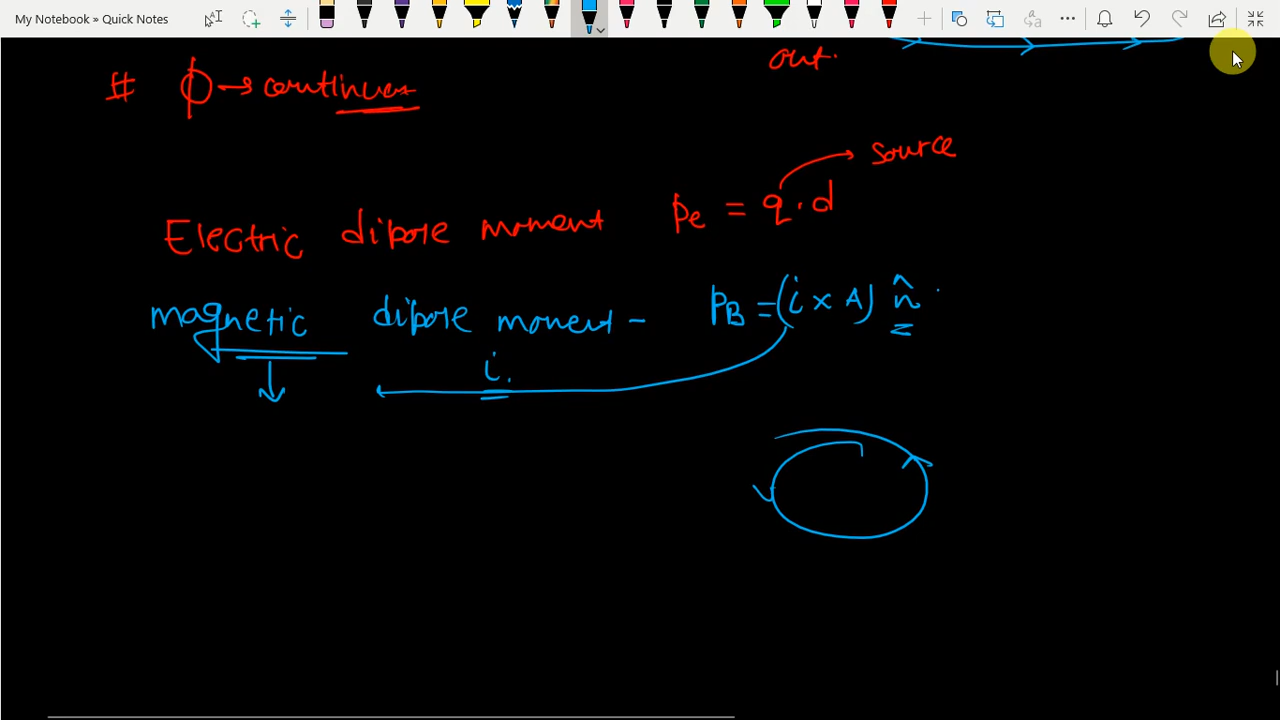 My Notebook » Quick Notes
out.
# ϕ → continues
source
Electric dipole moment Pe = q . d
magnetic dipole moment - PB = (i × A) n̂
i.